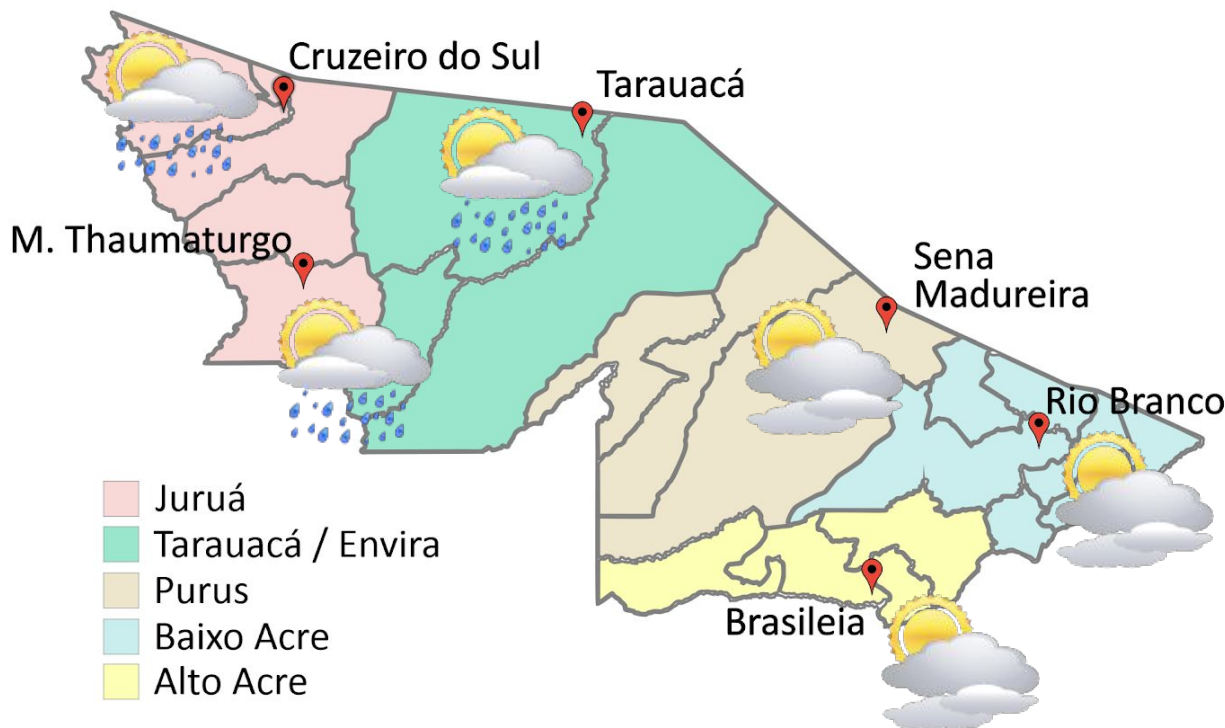 Cruzeiro do Sul
Tarauacá
M. Thaumaturgo
Sena
Madureira
Rio Branco
Brasileia
Juruá
Tarauacá / Envira
Purus
Baixo Acre
Alto Acre